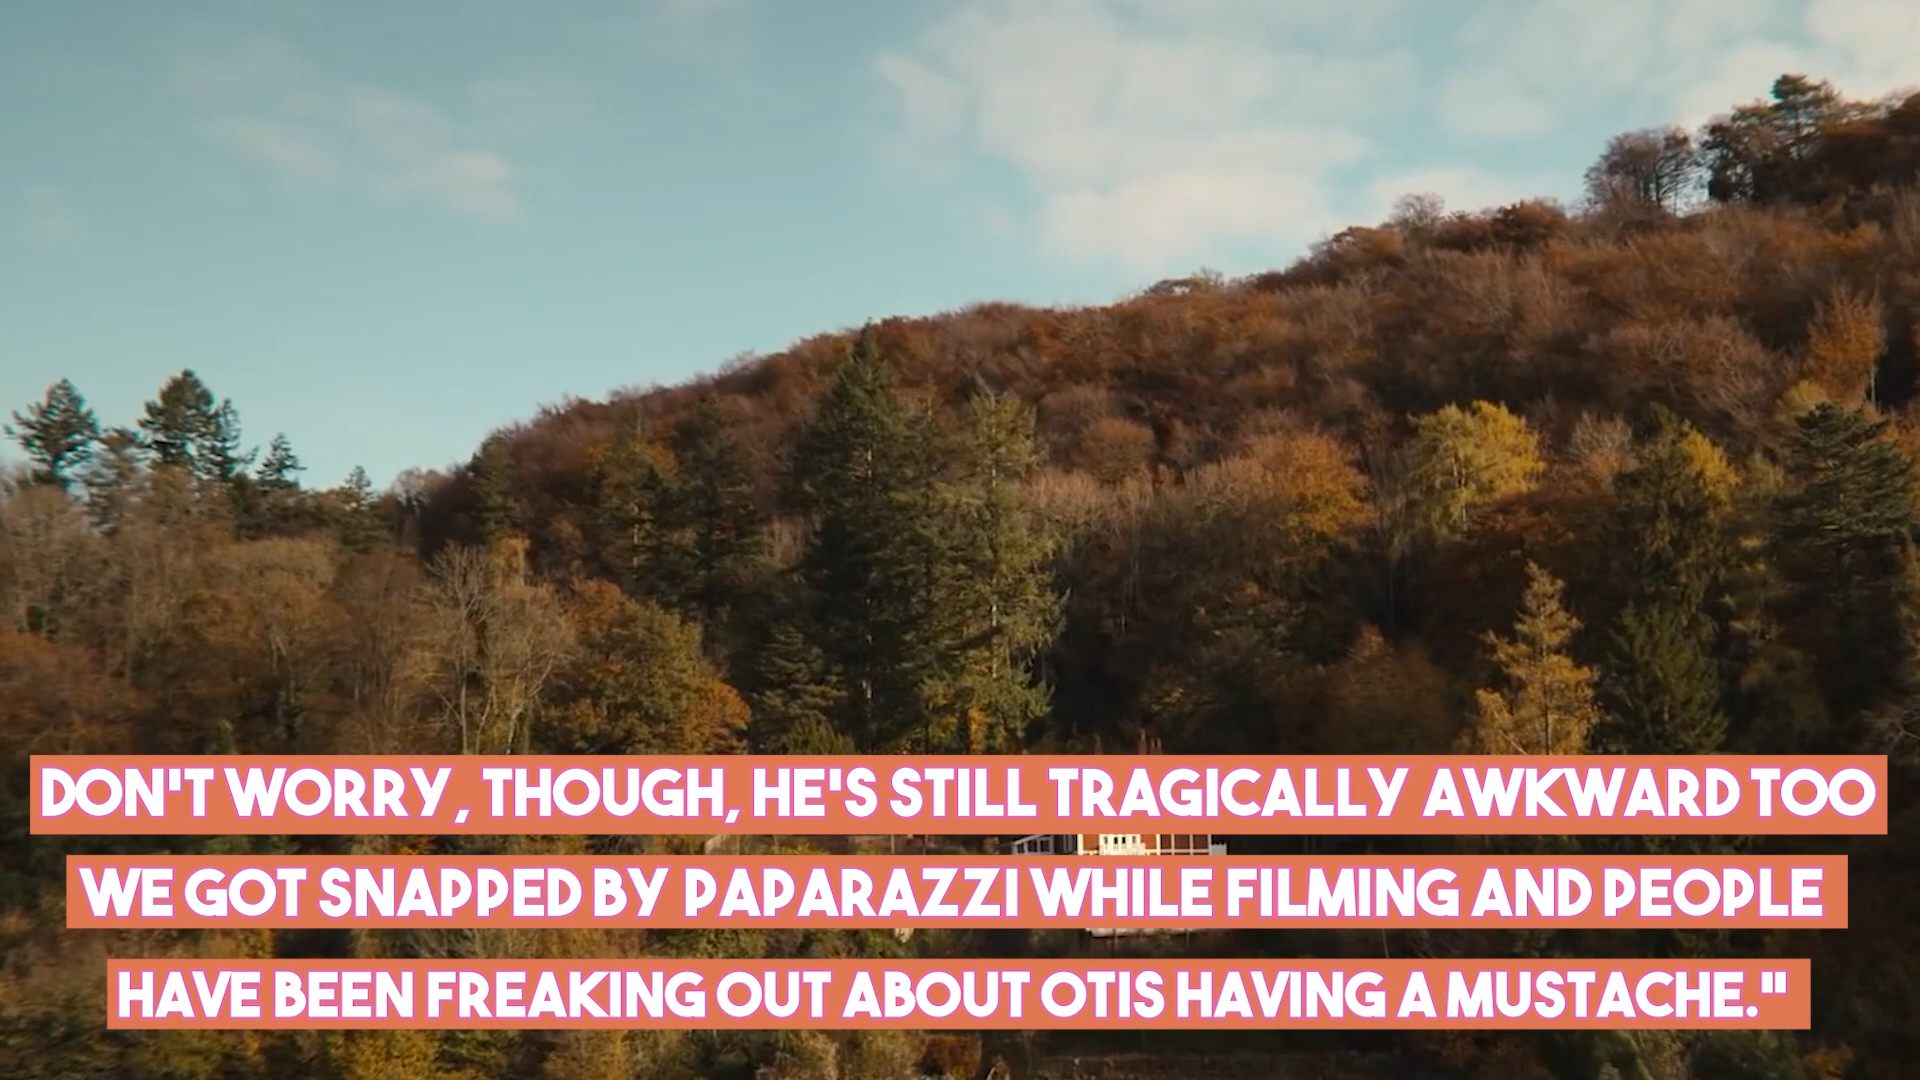 DON'T WORRY, THOUGH, HE'S STILL TRAGICALLY AWKWARD TOO
WE GOT SNAPPED BY PAPARAZZI WHILE FILMING AND PEOPLE
HAVE BEEN FREAKING OUT ABOUT OTIS HAVING A MUSTACHE."